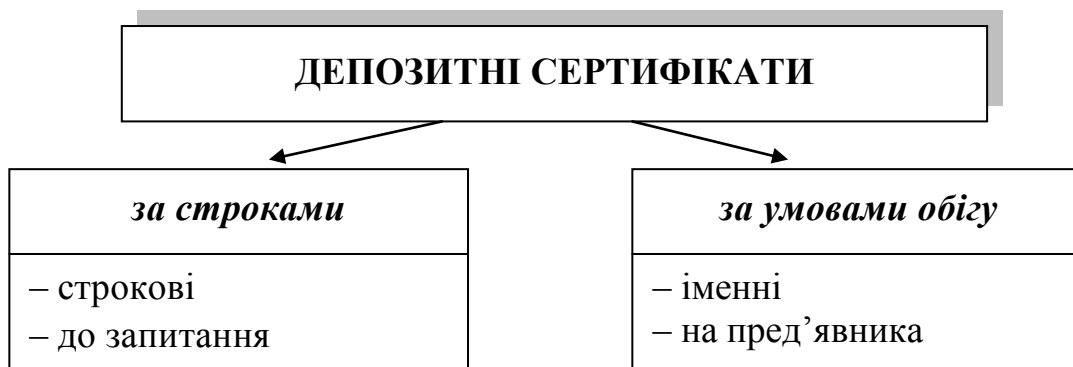 ДЕПОЗИТНІ СЕРТИФІКАТИ
за строками
– строкові
– до запитання
за умовами обігу
– іменні
– на пред’явника